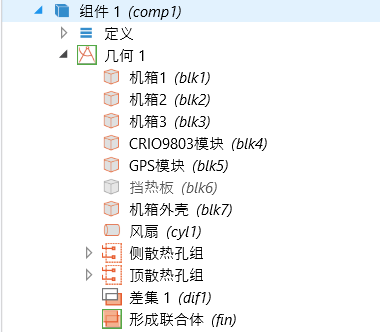 组件 1 (comp1)
定义
几何 1
机箱1 (blk1)
机箱2 (blk2)
机箱3 (blk3)
CRIO9803模块 (blk4)
GPS模块 (blk5)
挡热板 (blk6)
机箱外壳 (blk7)
风扇 (cyl1)
侧散热孔组
顶散热孔组
差集 1 (dif1)
形成联合体 (fin)